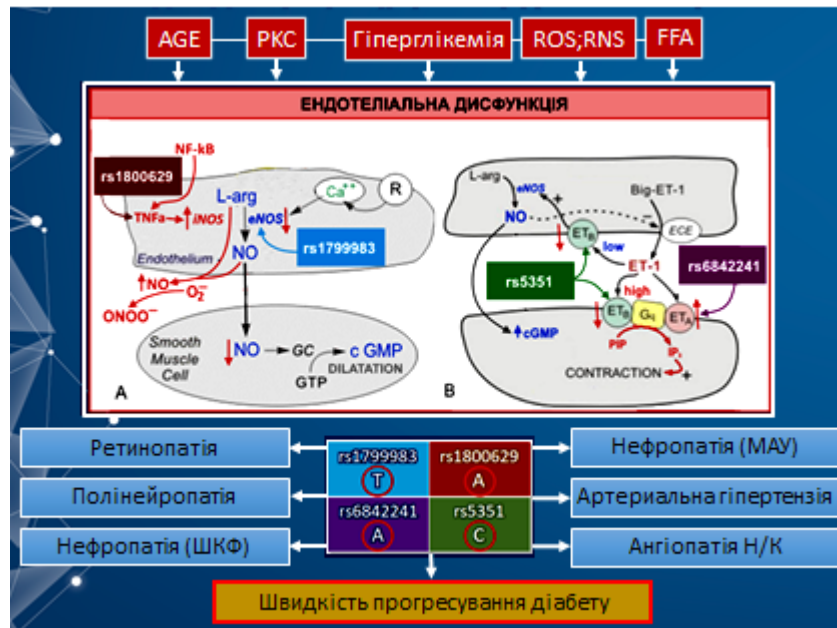 AGE
PKC
Гіперглікемія
ROS;RNS
FFA
ЕНДОТЕЛІАЛЬНА ДИСФУНКЦІЯ
NF-kB
rs1800629
TNFa
iNOS
L-arg
eNOS
Ca++
R
rs1799983
Endothelium
NO
NO
O2−
ONOO−
Smooth
Muscle
Cell
NO
GC
c GMP
GTP
DILATATION
A
L-arg
eNOS
+
Big-ET-1
NO
−
ECE
ETB
low
ET-1
rs6842241
rs5351
high
ETB
Gq
ETA
cGMP
PIP
IP3
CONTRACTION
+
B
Ретинопатія
Полінейропатія
Нефропатія (ШКФ)
rs1799983
T
rs1800629
A
rs6842241
A
rs5351
C
Нефропатія (МАУ)
Артериальна гіпертензія
Ангіопатія Н/К
Швидкість прогресування діабету